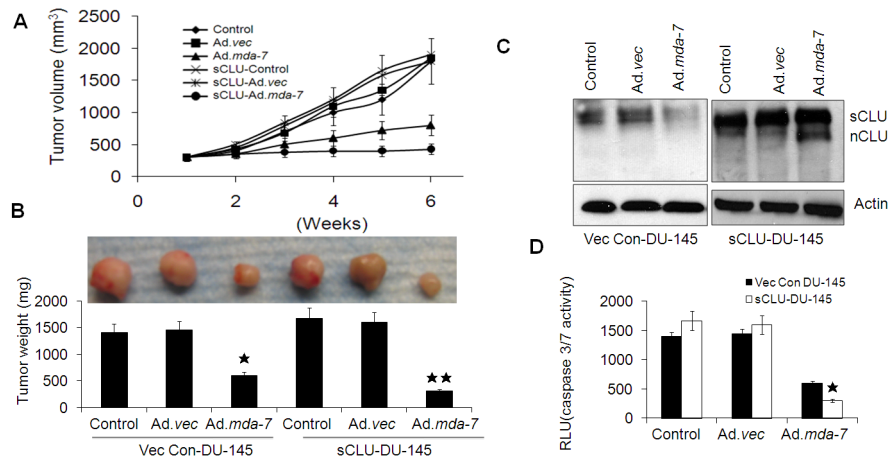 A
Tumor volume (mm3)
2500
2000
1500
1000
500
0
Control
Ad.vec
Ad.mda-7
sCLU-Control
sCLU-Ad.vec
sCLU-Ad.mda-7
0 2 4 6
(Weeks)
B
Tumor weight (mg)
2000
1500
1000
500
0
Control Ad.vec Ad.mda-7 Control Ad.vec Ad.mda-7
Vec Con-DU-145 sCLU-DU-145
C
Control Ad.vec Ad.mda-7 Control Ad.vec Ad.mda-7
sCLU
nCLU
Actin
Vec Con-DU-145 sCLU-DU-145
D
Vec Con DU-145
sCLU-DU-145
RLU(caspase 3/7 activity)
2000
1500
1000
500
0
Control Ad.vec Ad.mda-7